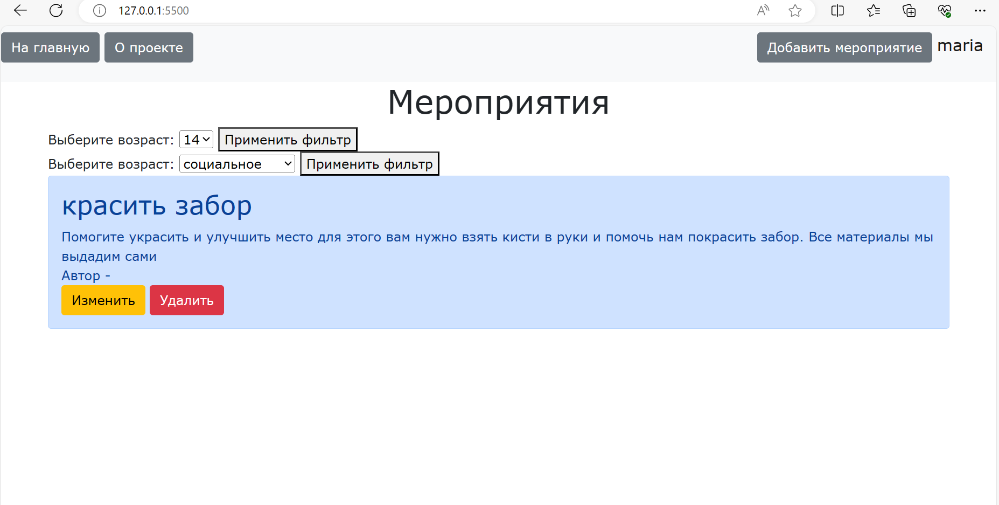 127.0.0.1:5500
На главную О проекте Добавить мероприятие maria
Мероприятия
Выберите возраст: 14 Применить фильтр
Выберите возраст: социальное Применить фильтр
красить забор
Помогите украсить и улучшить место для этого вам нужно взять кисти в руки и помочь нам покрасить забор. Все материалы мы
выдадим сами
Автор -
Изменить Удалить